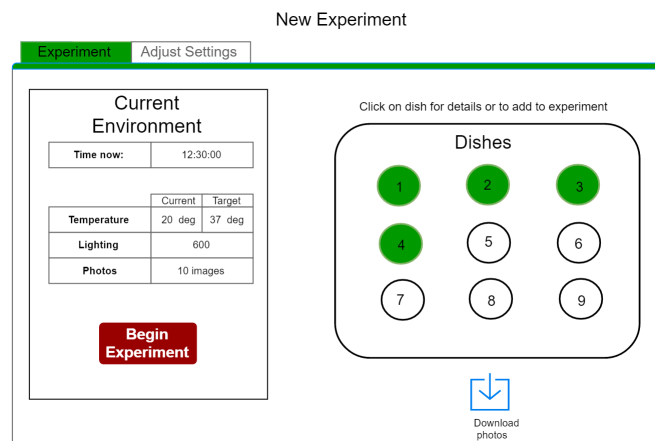 New Experiment
Experiment
Adjust Settings
Current
Environment
Time now: 12:30:00
Current Target
Temperature 20 deg 37 deg
Lighting 600
Photos 10 images
Begin
Experiment
Click on dish for details or to add to experiment
Dishes
1 2 3
4 5 6
7 8 9
Download
photos